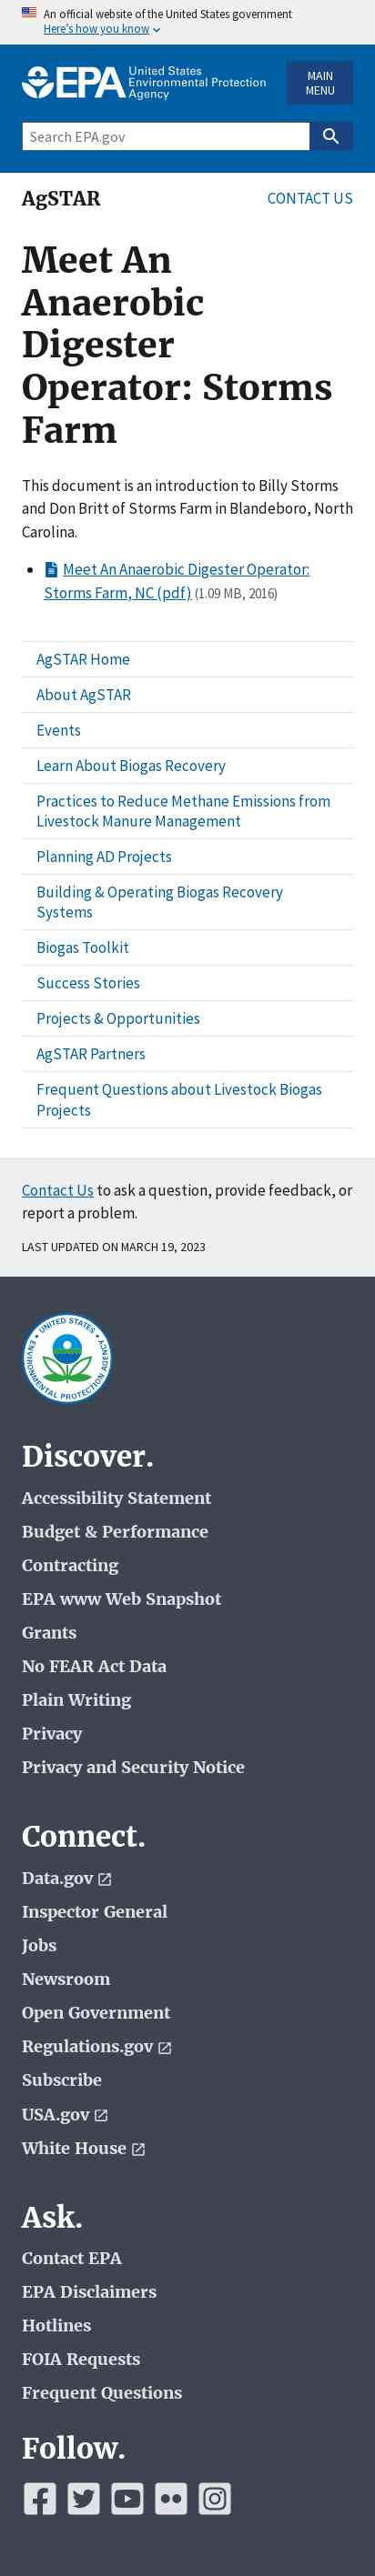 An official website of the United States government
Here's how you know
EPA United States
Environmental Protection
Agency
MAIN
MENU
Search EPA.gov
AgSTAR
CONTACT US
Meet An
Anaerobic
Digester
Operator: Storms
Farm
This document is an introduction to Billy Storms
and Don Britt of Storms Farm in Blandeboro, North
Carolina.
Meet An Anaerobic Digester Operator:
Storms Farm, NC (pdf) (1.09 MB, 2016)
AgSTAR Home
About AgSTAR
Events
Learn About Biogas Recovery
Practices to Reduce Methane Emissions from
Livestock Manure Management
Planning AD Projects
Building & Operating Biogas Recovery
Systems
Biogas Toolkit
Success Stories
Projects & Opportunities
AgSTAR Partners
Frequent Questions about Livestock Biogas
Projects
Contact Us to ask a question, provide feedback, or
report a problem.
LAST UPDATED ON MARCH 19, 2023
UNITED STATES
ENVIRONMENTAL PROTECTION AGENCY
Discover.
Accessibility Statement
Budget & Performance
Contracting
EPA www Web Snapshot
Grants
No FEAR Act Data
Plain Writing
Privacy
Privacy and Security Notice
Connect.
Data.gov
Inspector General
Jobs
Newsroom
Open Government
Regulations.gov
Subscribe
USA.gov
White House
Ask.
Contact EPA
EPA Disclaimers
Hotlines
FOIA Requests
Frequent Questions
Follow.